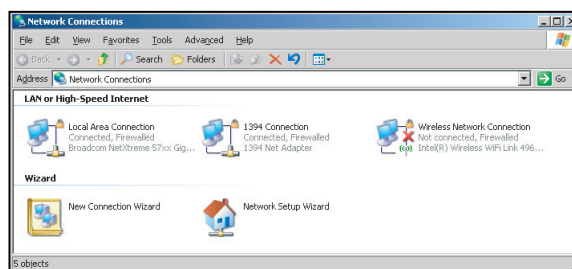 Network Connections
File Edit View Favorites Tools Advanced Help
Back Search Folders
Address Network Connections Go
LAN or High-Speed Internet
Local Area Connection
Connected, Firewalled
Broadcom NetXtreme 57xx Gig...
1394 Connection
Connected, Firewalled
1394 Net Adapter
Wireless Network Connection
Not connected, Firewalled
Intel(R) Wireless WiFi Link 496...
Wizard
New Connection Wizard
Network Setup Wizard
5 objects